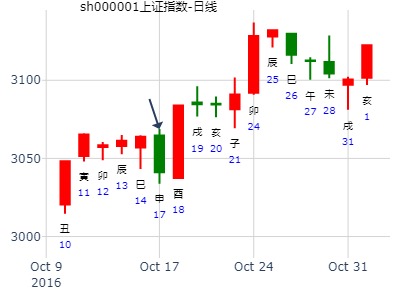 sh000001上证指数-日线
3100
3050
3000
丑
10
寅
11
卯
12
辰
13
巳
14
申
17
酉
18
戌
19
亥
20
子
21
卯
24
辰
25
巳
26
午
27
未
28
戌
31
亥
1
Oct 9
2016
Oct 17
Oct 24
Oct 31